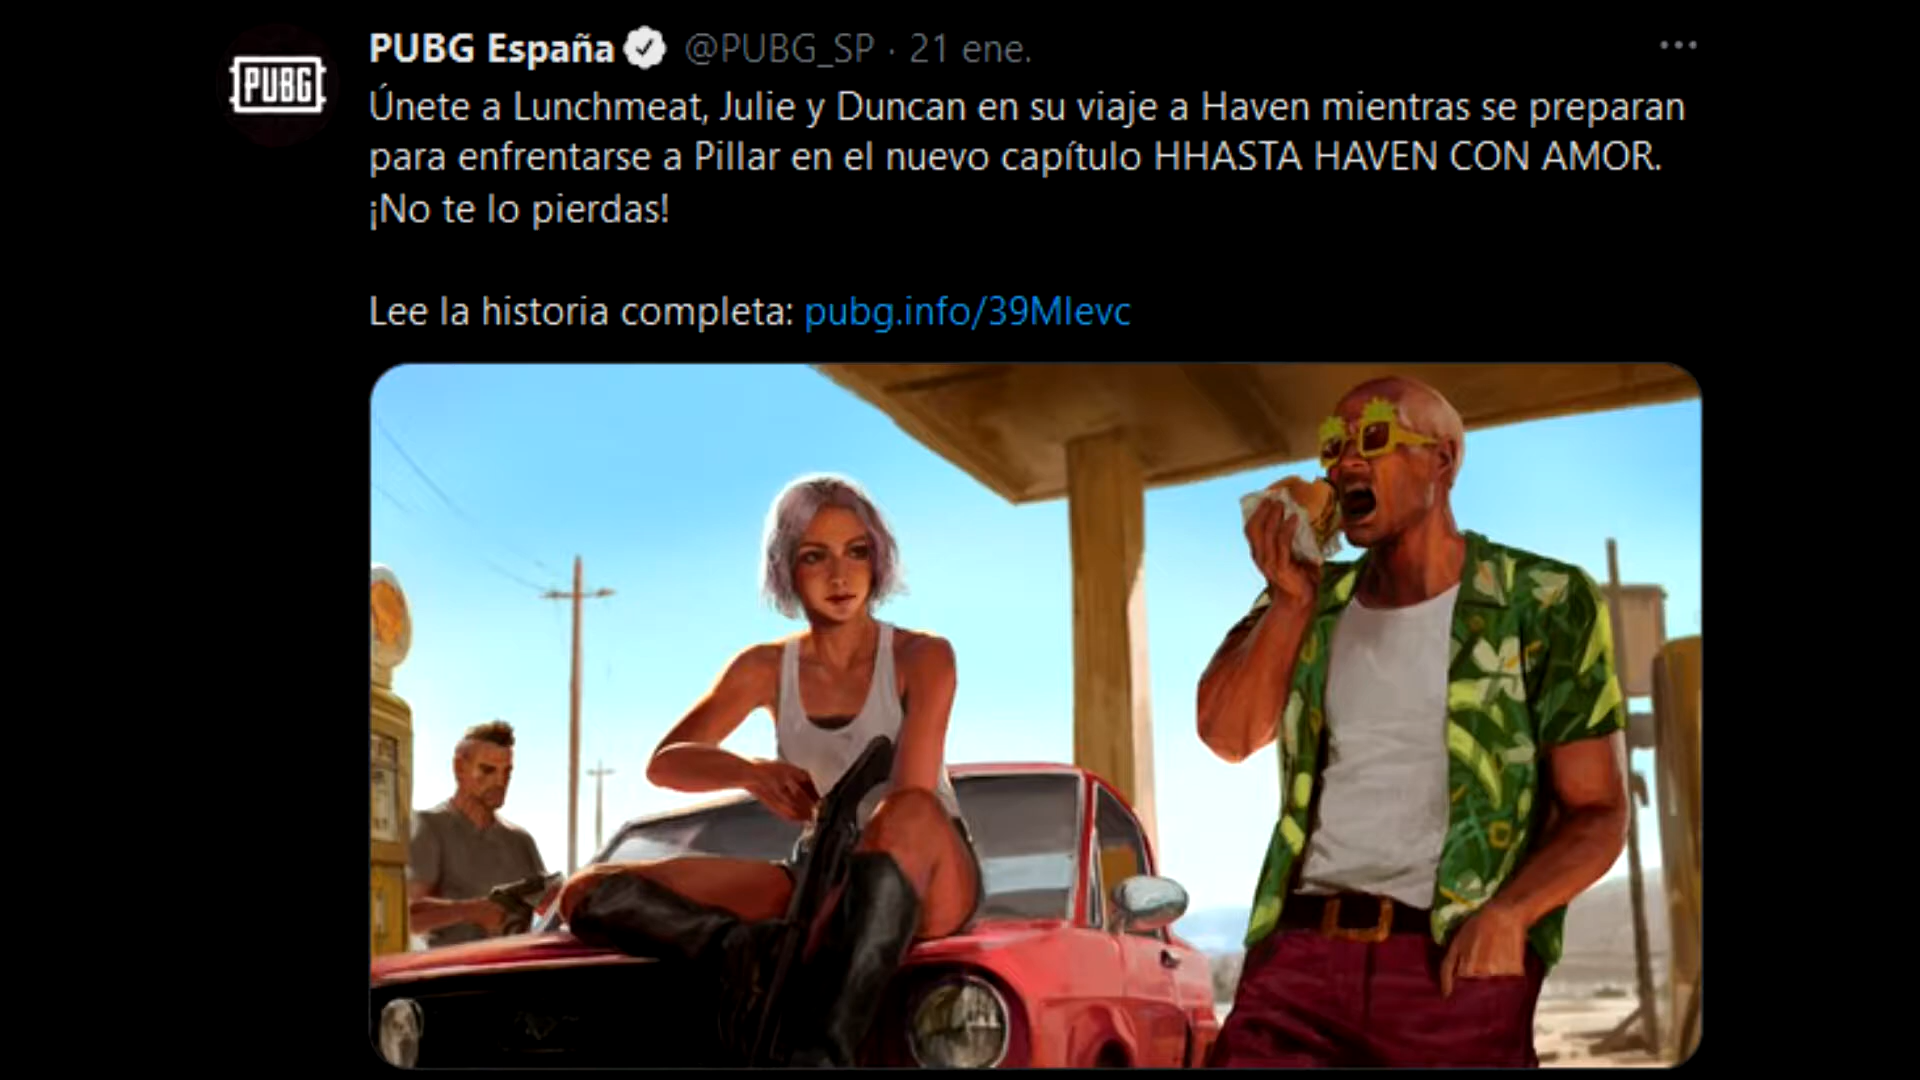 PUBG España @PUBG_SP · 21 ene.
PUBG
Únete a Lunchmeat, Julie y Duncan en su viaje a Haven mientras se preparan
para enfrentarse a Pillar en el nuevo capítulo HHASTA HAVEN CON AMOR.
¡No te lo pierdas!
Lee la historia completa: pubg.info/39MIevc